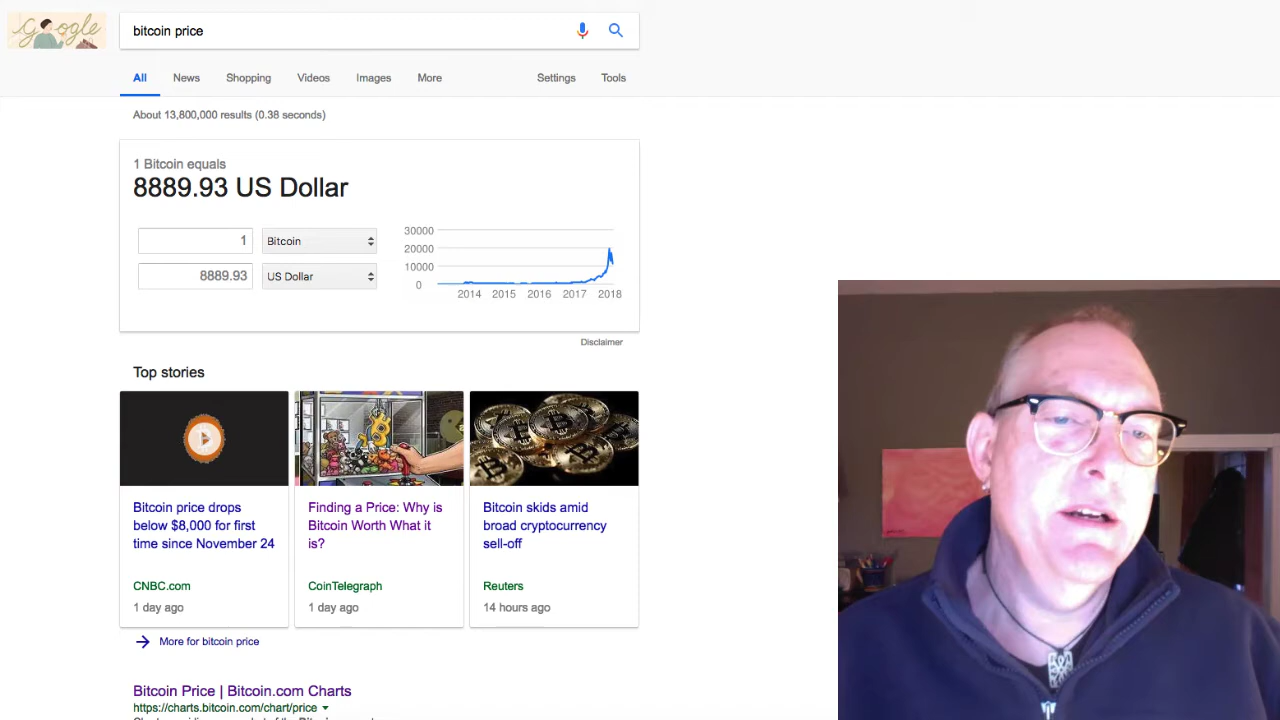 Google
bitcoin price
All News Shopping Videos Images More Settings Tools
About 13,800,000 results (0.38 seconds)
1 Bitcoin equals
8889.93 US Dollar
1 Bitcoin
8889.93 US Dollar
30000
20000
10000
0
2014 2015 2016 2017 2018
Disclaimer
Top stories
Bitcoin price drops
below $8,000 for first
time since November 24
CNBC.com
1 day ago
Finding a Price: Why is
Bitcoin Worth What it
is?
CoinTelegraph
1 day ago
Bitcoin skids amid
broad cryptocurrency
sell-off
Reuters
14 hours ago
More for bitcoin price
Bitcoin Price | Bitcoin.com Charts
https://charts.bitcoin.com/chart/price